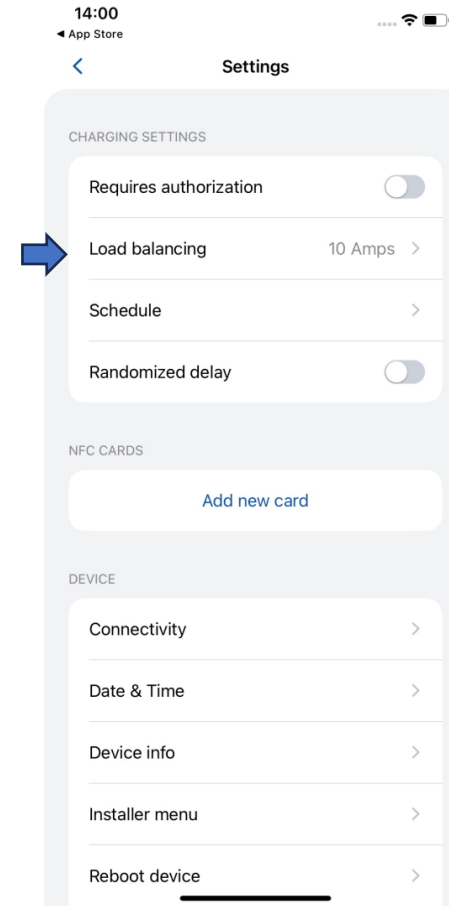 14:00
◀ App Store
Settings
CHARGING SETTINGS
Requires authorization
Load balancing 10 Amps
Schedule
Randomized delay
NFC CARDS
Add new card
DEVICE
Connectivity
Date & Time
Device info
Installer menu
Reboot device